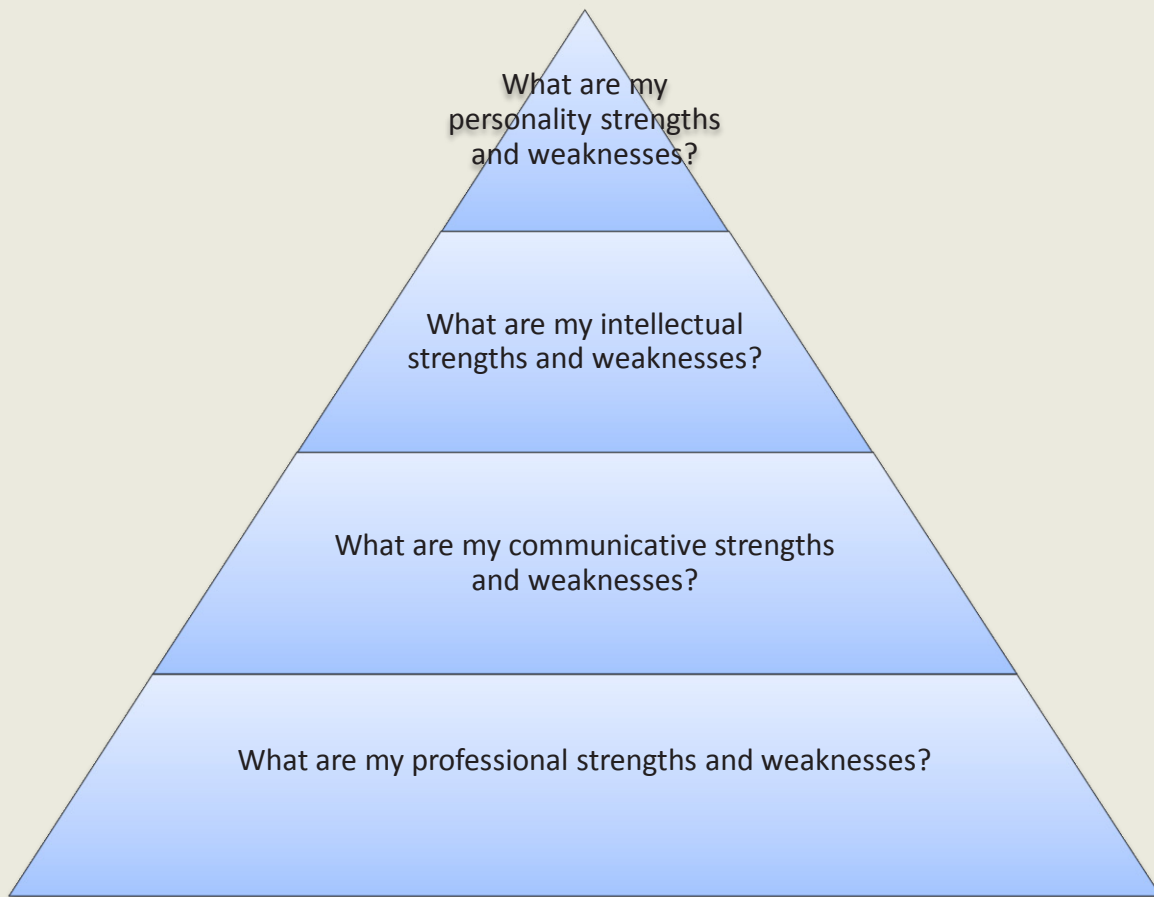 What are my
personality strengths
and weaknesses?
What are my intellectual
strengths and weaknesses?
What are my communicative strengths
and weaknesses?
What are my professional strengths and weaknesses?